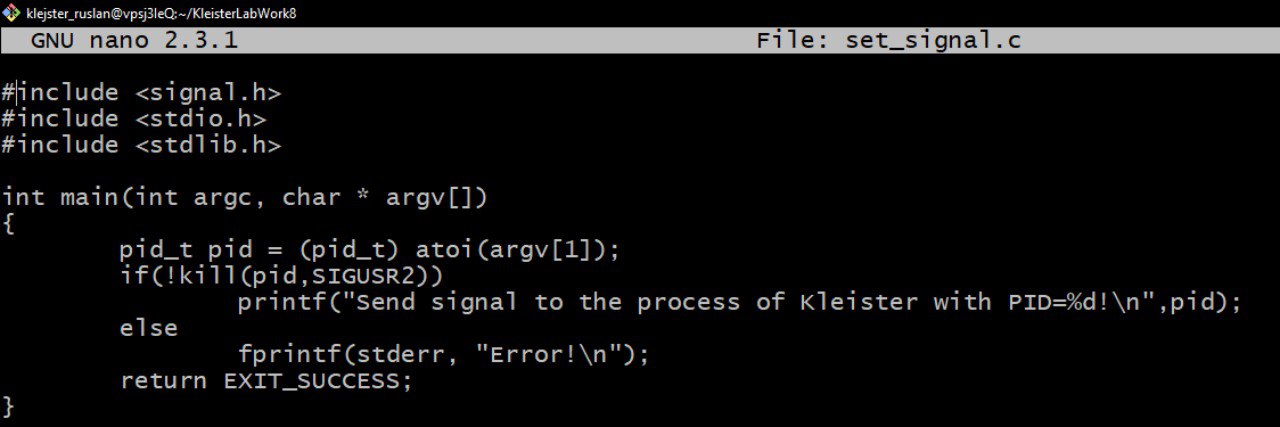 klejster_ruslan@vpsj3leQ:~/KleisterLabWork8
GNU nano 2.3.1 File: set_signal.c
#include <signal.h>
#include <stdio.h>
#include <stdlib.h>
int main(int argc, char * argv[])
{
pid_t pid = (pid_t) atoi(argv[1]);
if(!kill(pid,SIGUSR2))
printf("Send signal to the process of Kleister with PID=%d!\n",pid);
else
fprintf(stderr, "Error!\n");
return EXIT_SUCCESS;
}